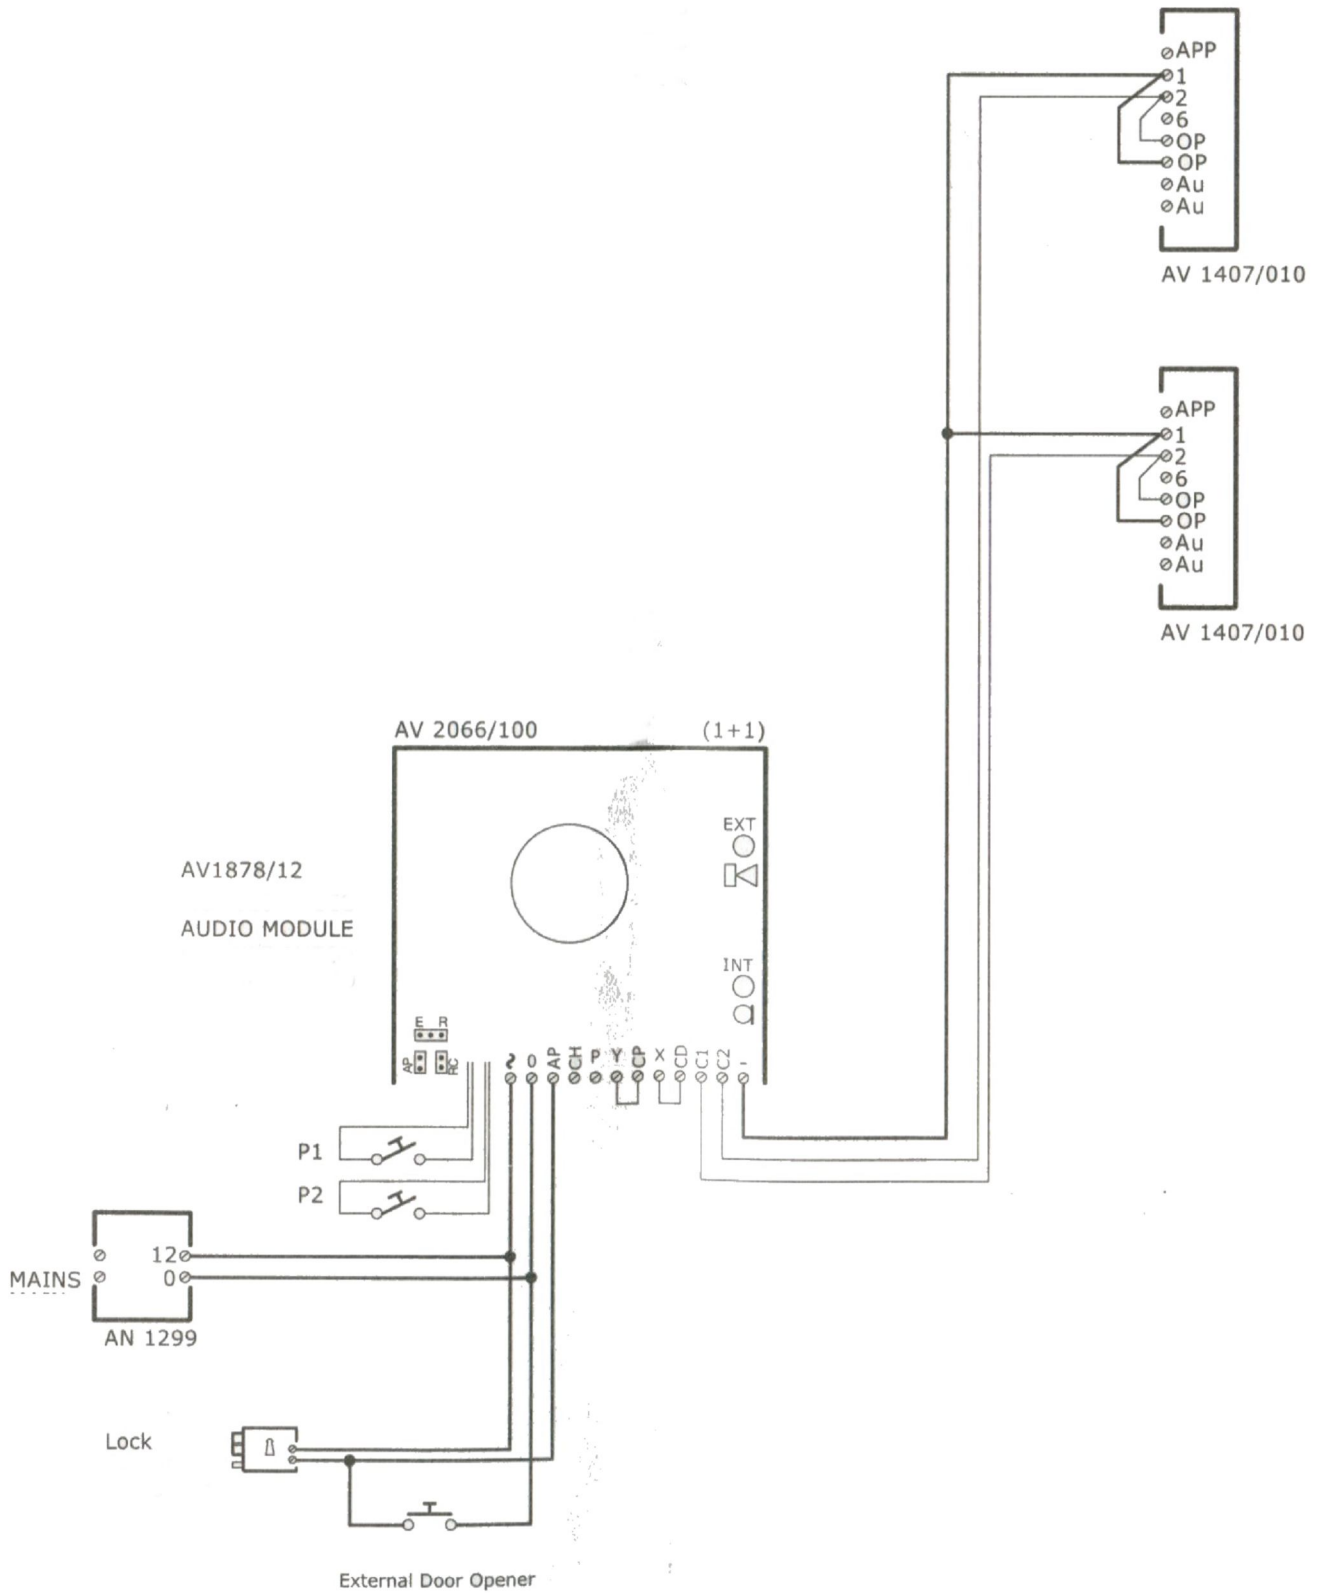 APP
1
2
6
OP
OP
Au
Au
AV 1407/010
APP
1
2
6
OP
OP
Au
Au
AV 1407/010
AV 2066/100 (1+1)
EXT
AV1878/12
AUDIO MODULE
INT
E R
AP RC
~ 0 AP CH P Y CP X CD C1 C2 -
P1
P2
12
MAINS 0
AN 1299
Lock
External Door Opener